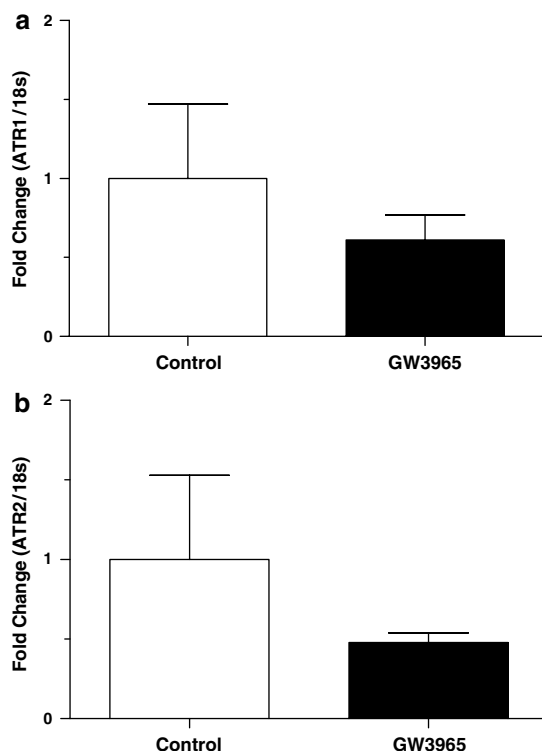 a
2
1
0
Fold Change (ATR1/18s)
Control GW3965
b
2
1
0
Fold Change (ATR2/18s)
Control GW3965